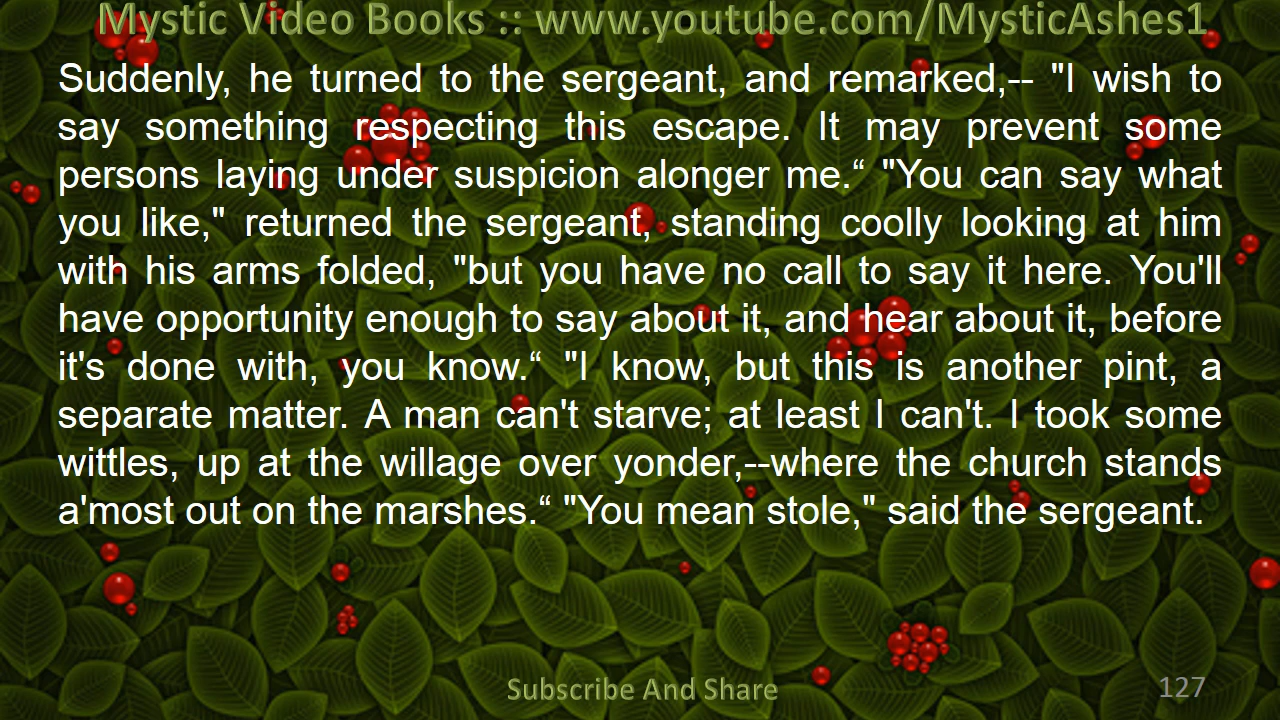 Mystic Video Books :: www.youtube.com/MysticAshes1
Suddenly, he turned to the sergeant, and remarked,-- "I wish to
say something respecting this escape. It may prevent some
persons laying under suspicion alonger me.“ "You can say what
you like," returned the sergeant, standing coolly looking at him
with his arms folded, "but you have no call to say it here. You'll
have opportunity enough to say about it, and hear about it, before
it's done with, you know.“ "I know, but this is another pint, a
separate matter. A man can't starve; at least I can't. I took some
wittles, up at the willage over yonder,--where the church stands
a'most out on the marshes.“ "You mean stole," said the sergeant.
Subscribe And Share
127